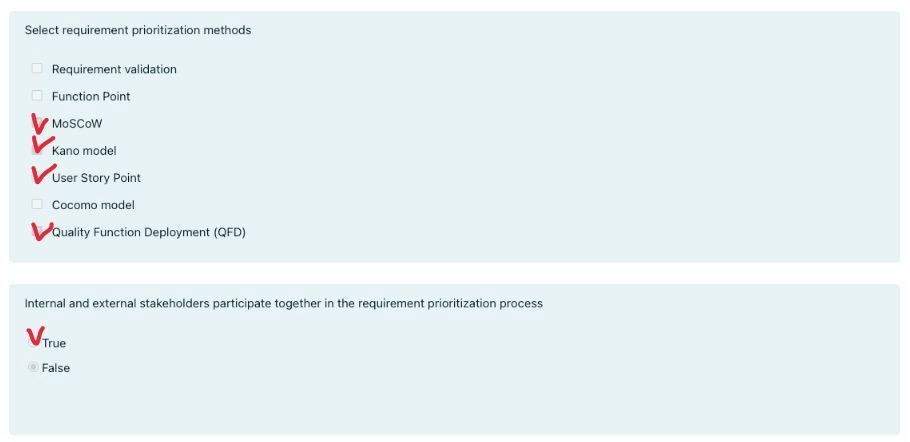 Select requirement prioritization methods
Requirement validation
Function Point
MoSCoW
Kano model
User Story Point
Cocomo model
Quality Function Deployment (QFD)
Internal and external stakeholders participate together in the requirement prioritization process
True
False